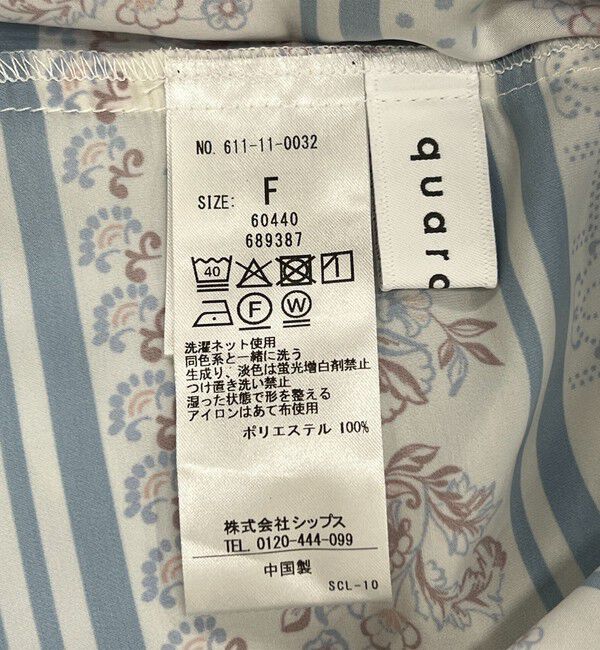 NO. 611-11-0032
SIZE: F
60440
689387
40
F W
洗濯ネット使用
同色系と一緒に洗う
生成り、淡色は蛍光増白剤禁止
つけ置き洗い禁止
湿った状態で形を整える
アイロンはあて布使用
ポリエステル 100%
株式会社シップス
TEL. 0120-444-099
中国製
SCL-10
quaro